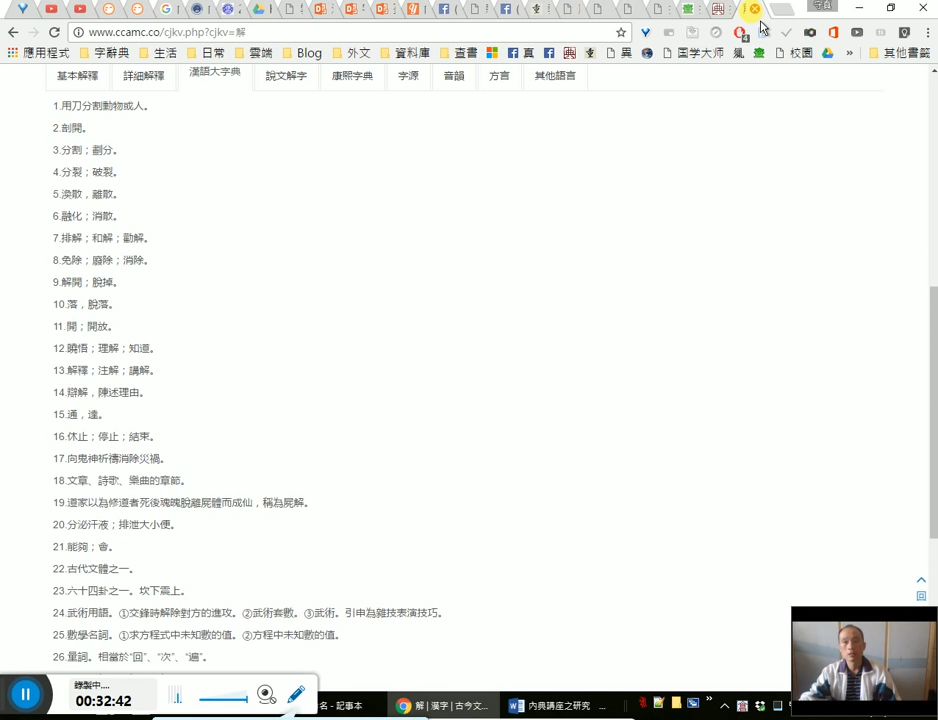 守真
www.ccamc.co/cjkv.php?cjkv=解
應用程式 字辭典 生活 日常 雲端 Blog 外文 資料庫 查書 真 異 国学大师 校園 » 其他書籤
基本解釋 詳細解釋 漢語大字典 說文解字 康熙字典 字源 音韻 方言 其他語言
1.用刀分割動物或人。
2.剖開。
3.分割；劃分。
4.分裂；破裂。
5.渙散，離散。
6.融化；消散。
7.排解；和解；勸解。
8.免除；廢除；消除。
9.解開；脫掉。
10.落，脫落。
11.開；開放。
12.曉悟；理解；知道。
13.解釋；注解；講解。
14.辯解，陳述理由。
15.通，達。
16.休止；停止；結束。
17.向鬼神祈禱消除災禍。
18.文章、詩歌、樂曲的章節。
19.道家以為修道者死後魂魄脫離屍體而成仙，稱為屍解。
20.分泌汗液；排泄大小便。
21.能夠；會。
22.古代文體之一。
23.六十四卦之一。坎下震上。
24.武術用語。①交鋒時解除對方的進攻。②武術套數。③武術。引申為雜技表演技巧。
25.數學名詞。①求方程式中未知數的值。②方程中未知數的值。
26.量詞。相當於“回”、“次”、“遍”。
回
錄製中....
00:32:42
名 - 記事本 解 | 漢字 | 古今文... 內典講座之研究 ...